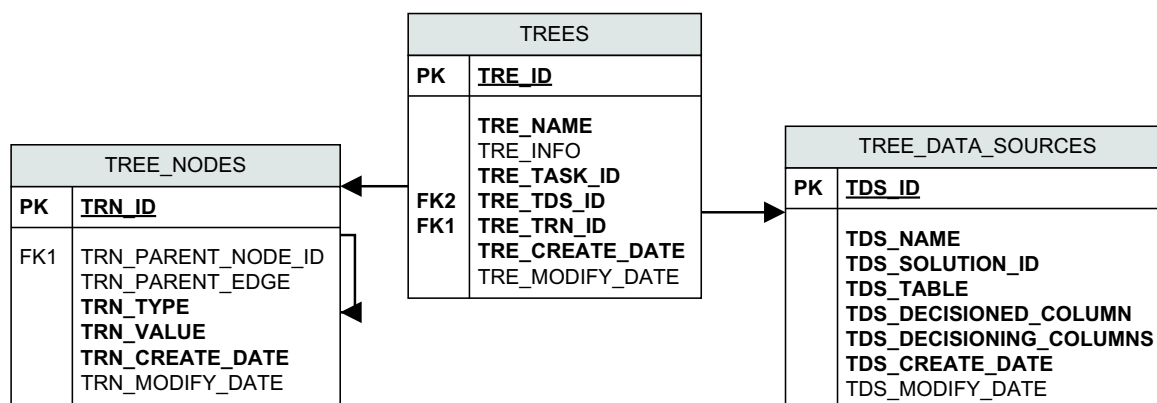 TREES
PK TRE_ID
TRE_NAME
TRE_INFO
TRE_TASK_ID
FK2 TRE_TDS_ID
FK1 TRE_TRN_ID
TRE_CREATE_DATE
TRE_MODIFY_DATE
TREE_NODES
PK TRN_ID
FK1 TRN_PARENT_NODE_ID
TRN_PARENT_EDGE
TRN_TYPE
TRN_VALUE
TRN_CREATE_DATE
TRN_MODIFY_DATE
TREE_DATA_SOURCES
PK TDS_ID
TDS_NAME
TDS_SOLUTION_ID
TDS_TABLE
TDS_DECISIONED_COLUMN
TDS_DECISIONING_COLUMNS
TDS_CREATE_DATE
TDS_MODIFY_DATE